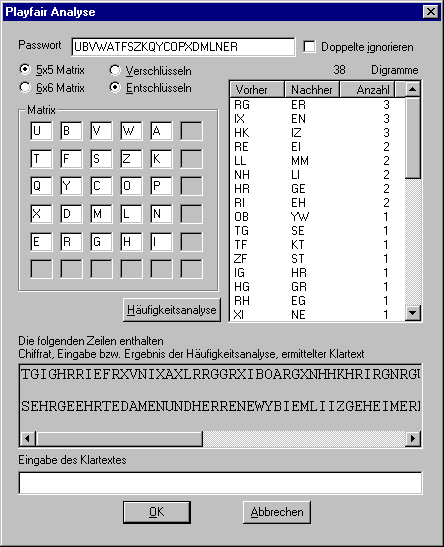 Playfair Analyse
Passwort UBVWATFSZKQYCOPXDMLNER Doppelte ignorieren
5x5 Matrix Verschlüsseln 38 Digramme
6x6 Matrix Entschlüsseln
Vorher Nachher Anzahl
RG ER 3
IX EN 3
HK IZ 3
RE EI 2
LL MM 2
NH LI 2
HR GE 2
RI EH 2
OB YW 1
TG SE 1
TF KT 1
ZF ST 1
IG HR 1
HG GR 1
RH EG 1
XI NE 1
Matrix
U B V W A
T F S Z K
Q Y C O P
X D M L N
E R G H I
Häufigkeitsanalyse
Die folgenden Zeilen enthalten
Chiffrat, Eingabe bzw. Ergebnis der Häufigkeitsanalyse, ermittelter Klartext
TGIGHRRIEFRXVNIXAXLRRGGRXIBOARGXNHHKHRIRGNRGU
SEHRGEEHRTEDAMENUNDHERRENEWYBIEMLIIZGEHEIMERI
Eingabe des Klartextes
OK Abbrechen